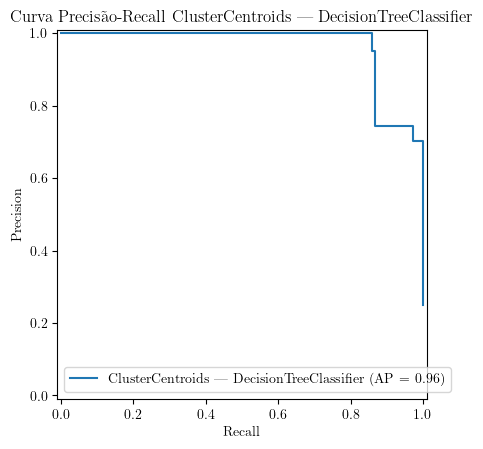 Curva Precisão-Recall ClusterCentroids — DecisionTreeClassifier
1.0
0.8
0.6
0.4
0.2
0.0
Precision
ClusterCentroids — DecisionTreeClassifier (AP = 0.96)
0.0 0.2 0.4 0.6 0.8 1.0
Recall